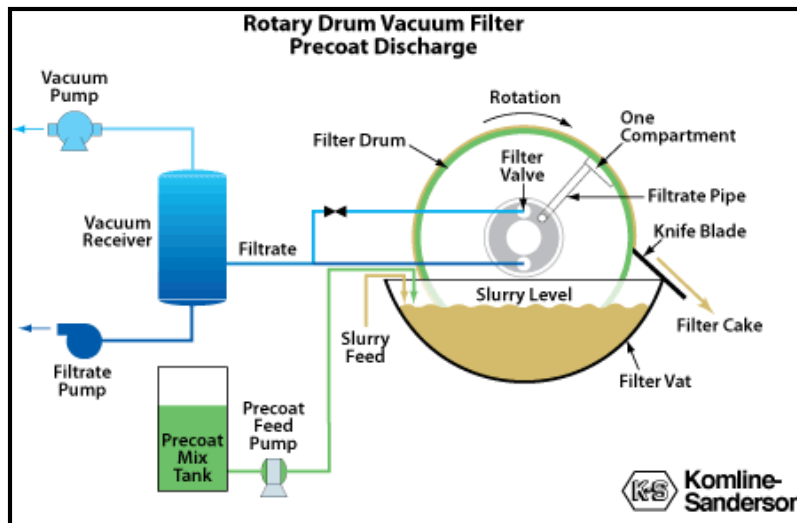 Rotary Drum Vacuum Filter
Precoat Discharge
Vacuum
Pump
Rotation
One
Compartment
Filter Drum
Filter
Valve
Filtrate Pipe
Vacuum
Receiver
Filtrate
Knife Blade
Slurry Level
Filter Cake
Slurry
Feed
Filtrate
Pump
Filter Vat
Precoat
Feed
Pump
Precoat
Mix
Tank
K-S
Komline-
Sanderson